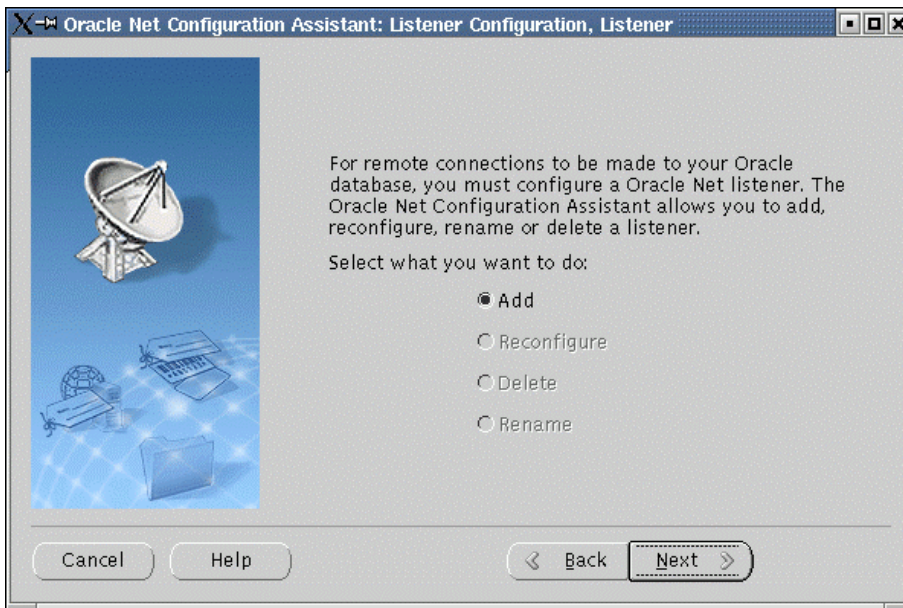 Oracle Net Configuration Assistant: Listener Configuration, Listener
For remote connections to be made to your Oracle
database, you must configure a Oracle Net listener. The
Oracle Net Configuration Assistant allows you to add,
reconfigure, rename or delete a listener.
Select what you want to do:
Add
Reconfigure
Delete
Rename
Cancel
Help
Back
Next